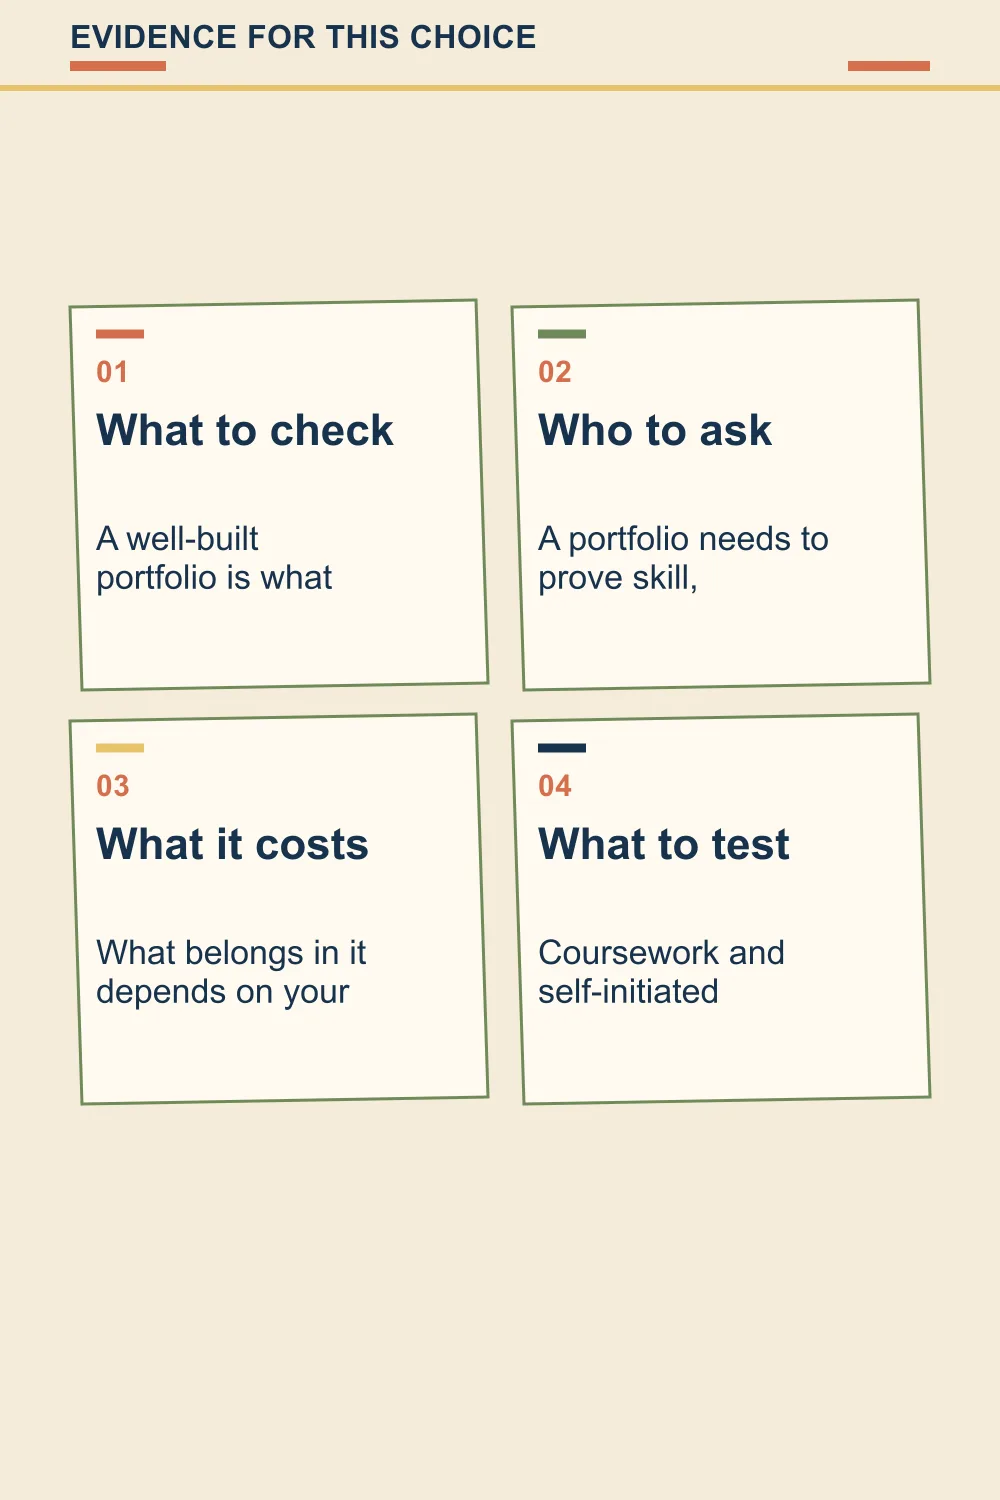 EVIDENCE FOR THIS CHOICE
01
What to check
A well-built
portfolio is what
02
Who to ask
A portfolio needs to
prove skill,
03
What it costs
What belongs in it
depends on your
04
What to test
Coursework and
self-initiated